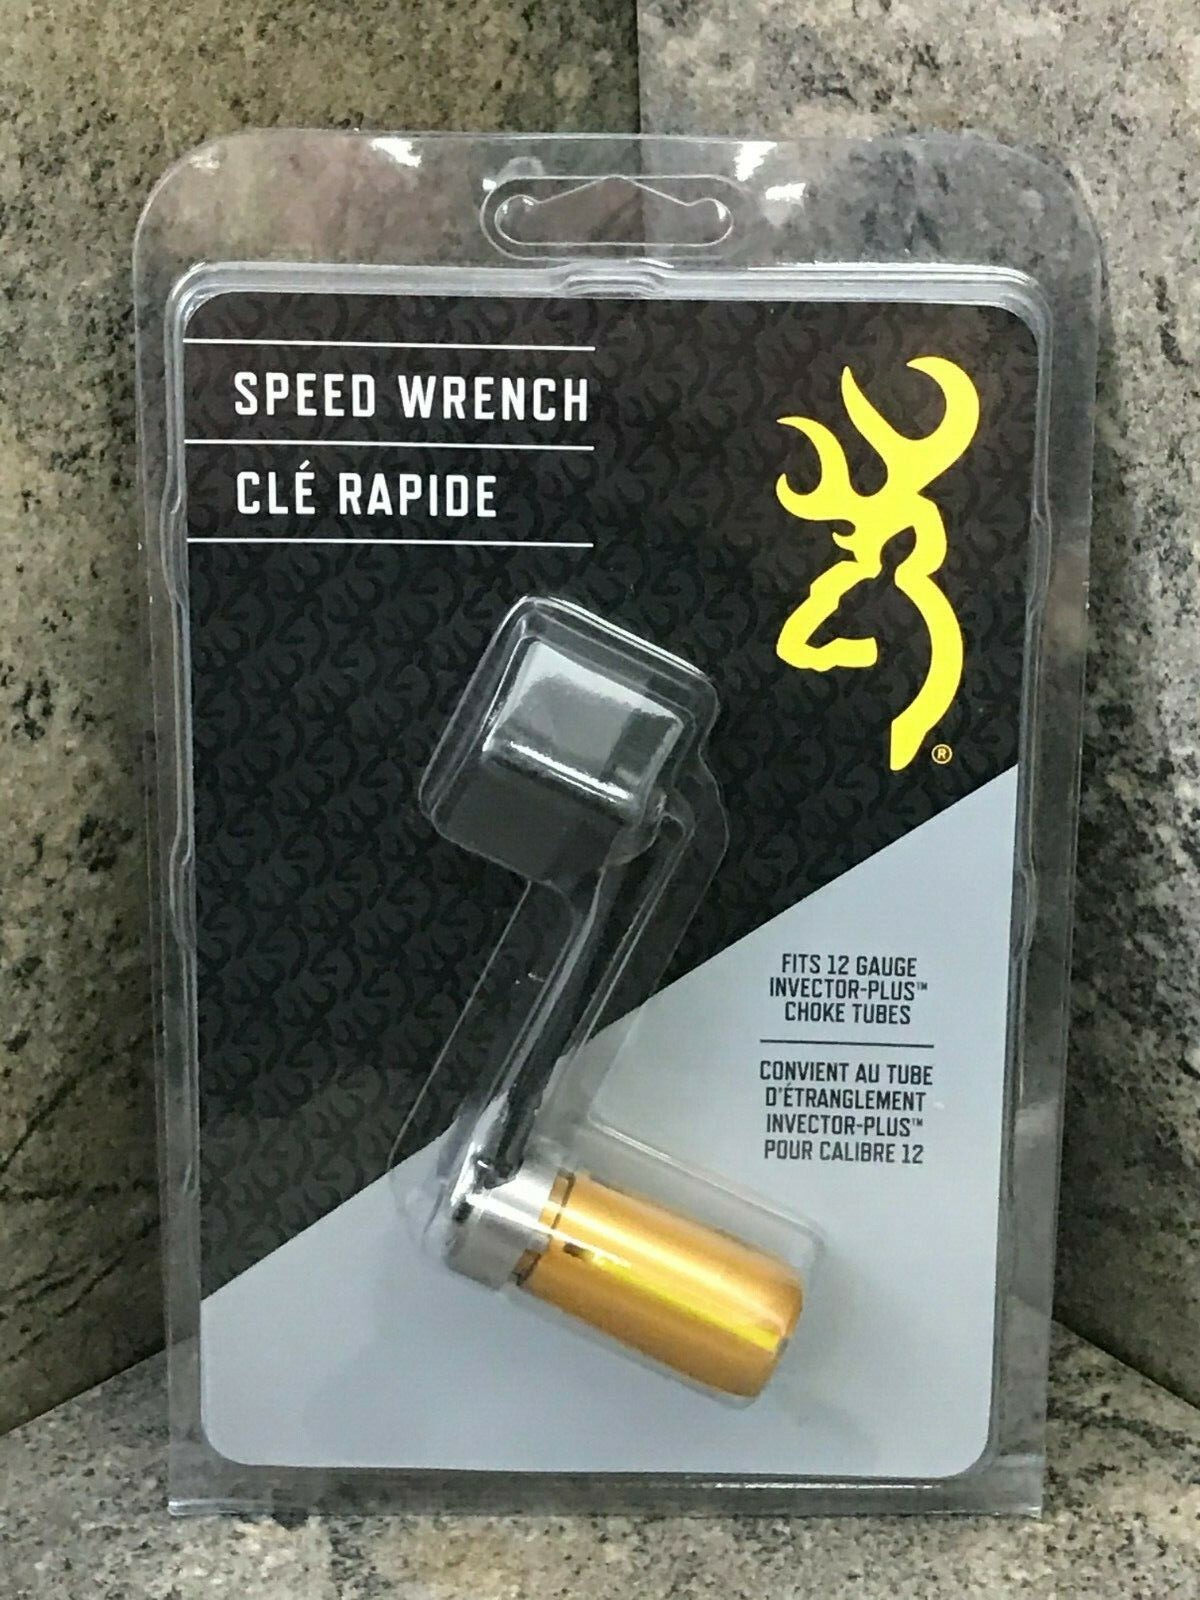 SPEED WRENCH
CLÉ RAPIDE
®
FITS 12 GAUGE
INVECTOR-PLUS™
CHOKE TUBES
CONVIENT AU TUBE
D'ÉTRANGLEMENT
INVECTOR-PLUS™
POUR CALIBRE 12